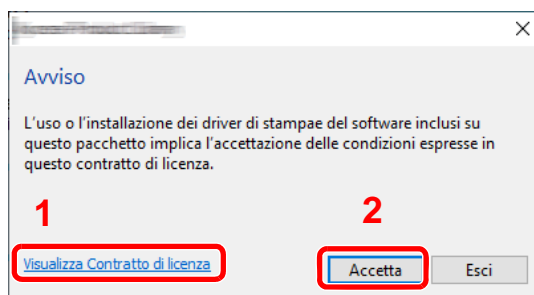 Avviso
L'uso o l'installazione dei driver di stampae del software inclusi su
questo pacchetto implica l'accettazione delle condizioni espresse in
questo contratto di licenza.
1
2
Visualizza Contratto di licenza
Accetta
Esci